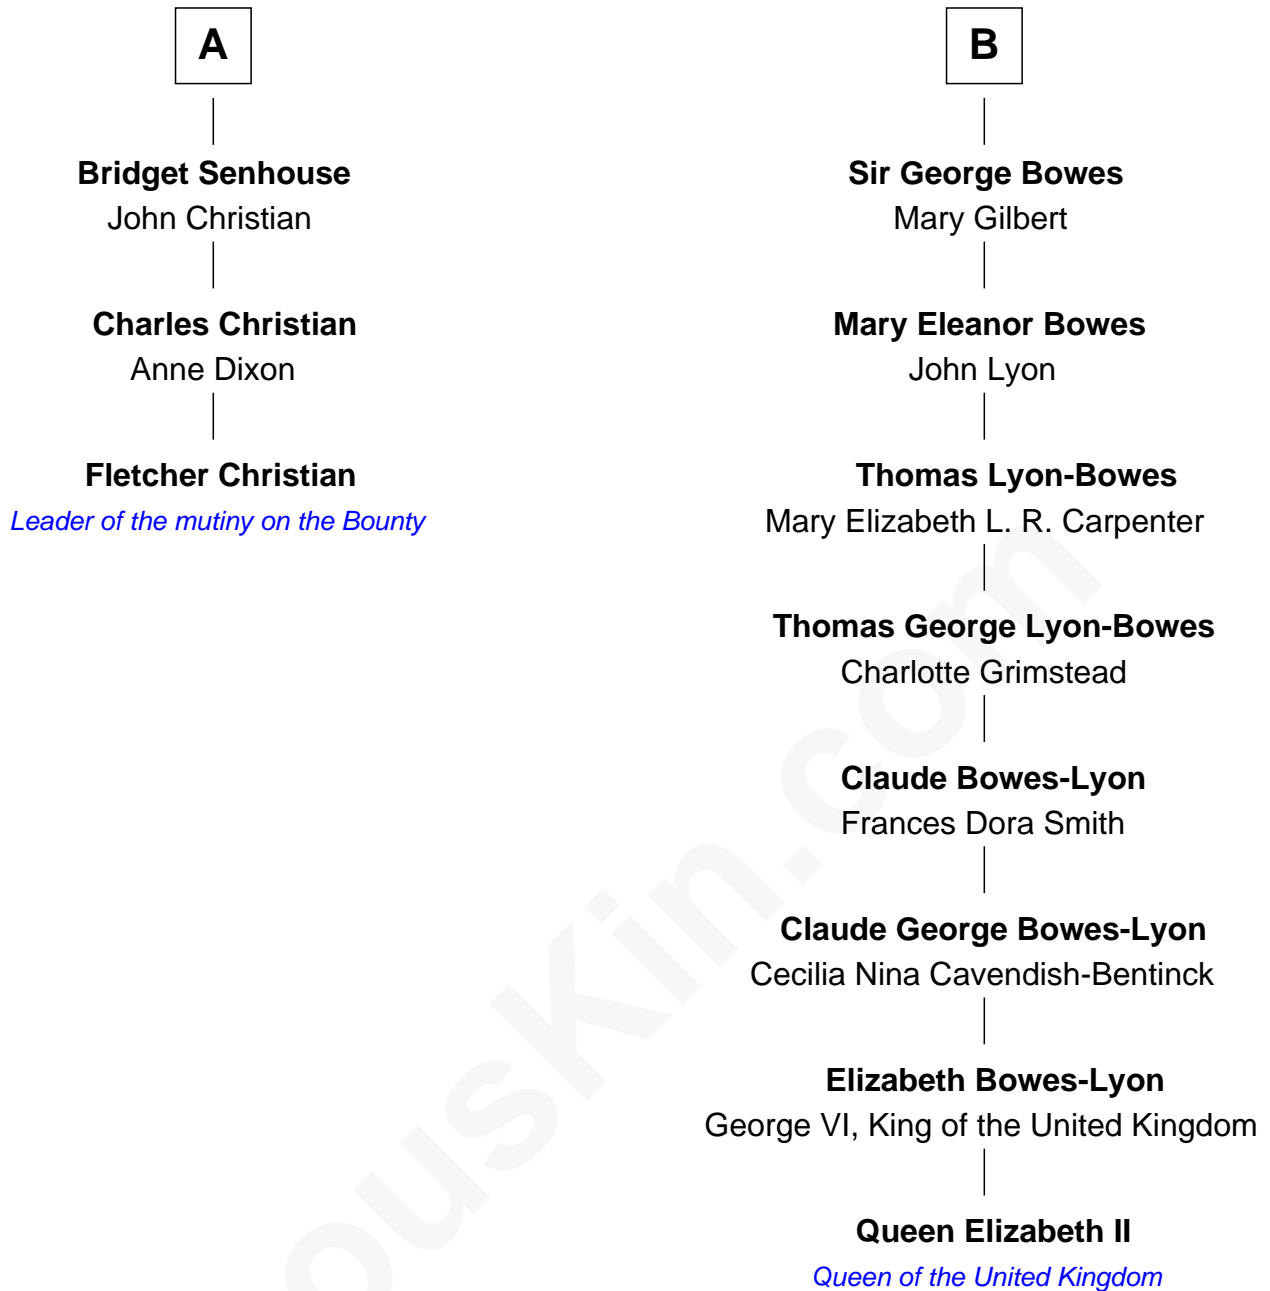 A
Bridget Senhouse
John Christian
Charles Christian
Anne Dixon
Fletcher Christian
Leader of the mutiny on the Bounty
B
Sir George Bowes
Mary Gilbert
Mary Eleanor Bowes
John Lyon
Thomas Lyon-Bowes
Mary Elizabeth L. R. Carpenter
Thomas George Lyon-Bowes
Charlotte Grimstead
Claude Bowes-Lyon
Frances Dora Smith
Claude George Bowes-Lyon
Cecilia Nina Cavendish-Bentinck
Elizabeth Bowes-Lyon
George VI, King of the United Kingdom
Queen Elizabeth II
Queen of the United Kingdom
ousKin.com